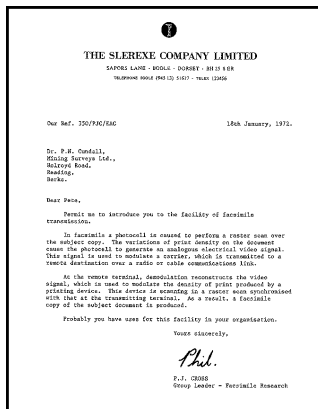 THE SLEREXE COMPANY LIMITED
SAPORS LANE · BOOLE · DORSET · BH 25 8 ER
TELEPHONE BOOLE (945 13) 51617 · TELEX 123456
Our Ref. 350/PJC/EAC 18th January, 1972.
Dr. P.N. Cundall,
Mining Surveys Ltd.,
Holroyd Road,
Reading,
Berks.
Dear Pete,
Permit me to introduce you to the facility of facsimile
transmission.
In facsimile a photocell is caused to perform a raster scan over
the subject copy. The variations of print density on the document
cause the photocell to generate an analogous electrical video signal.
This signal is used to modulate a carrier, which is transmitted to a
remote destination over a radio or cable communications link.
At the remote terminal, demodulation reconstructs the video
signal, which is used to modulate the density of print produced by a
printing device. This device is scanning in a raster scan synchronised
with that at the transmitting terminal. As a result, a facsimile
copy of the subject document is produced.
Probably you have uses for this facility in your organisation.
Yours sincerely,
Phil.
P.J. CROSS
Group Leader - Facsimile Research